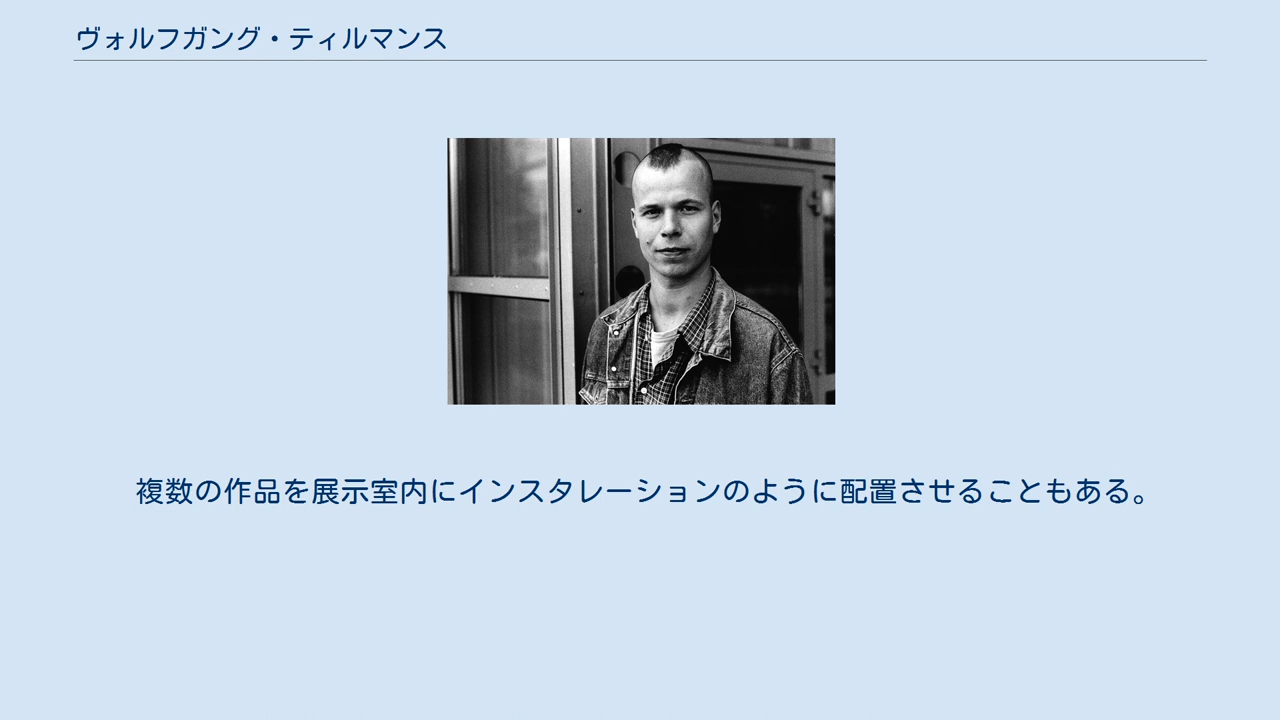 ヴォルフガング・ティルマンス
複数の作品を展示室内にインスタレーションのように配置させることもある。